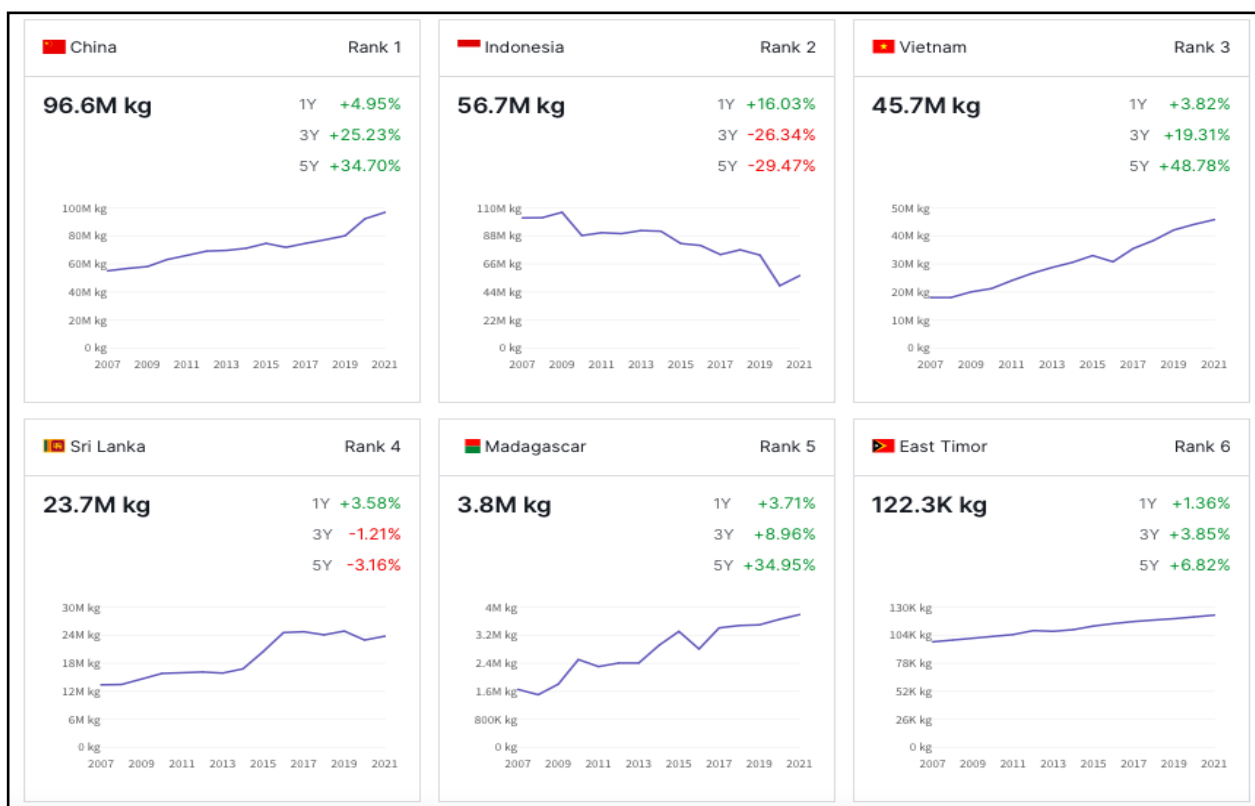 China Rank 1
96.6M kg 1Y +4.95%
3Y +25.23%
5Y +34.70%
100M kg
80M kg
60M kg
40M kg
20M kg
0 kg
2007 2009 2011 2013 2015 2017 2019 2021
Indonesia Rank 2
56.7M kg 1Y +16.03%
3Y -26.34%
5Y -29.47%
110M kg
88M kg
66M kg
44M kg
22M kg
0 kg
2007 2009 2011 2013 2015 2017 2019 2021
Vietnam Rank 3
45.7M kg 1Y +3.82%
3Y +19.31%
5Y +48.78%
50M kg
40M kg
30M kg
20M kg
10M kg
0 kg
2007 2009 2011 2013 2015 2017 2019 2021
Sri Lanka Rank 4
23.7M kg 1Y +3.58%
3Y -1.21%
5Y -3.16%
30M kg
24M kg
18M kg
12M kg
6M kg
0 kg
2007 2009 2011 2013 2015 2017 2019 2021
Madagascar Rank 5
3.8M kg 1Y +3.71%
3Y +8.96%
5Y +34.95%
4M kg
3.2M kg
2.4M kg
1.6M kg
800K kg
0 kg
2007 2009 2011 2013 2015 2017 2019 2021
East Timor Rank 6
122.3K kg 1Y +1.36%
3Y +3.85%
5Y +6.82%
130K kg
104K kg
78K kg
52K kg
26K kg
0 kg
2007 2009 2011 2013 2015 2017 2019 2021